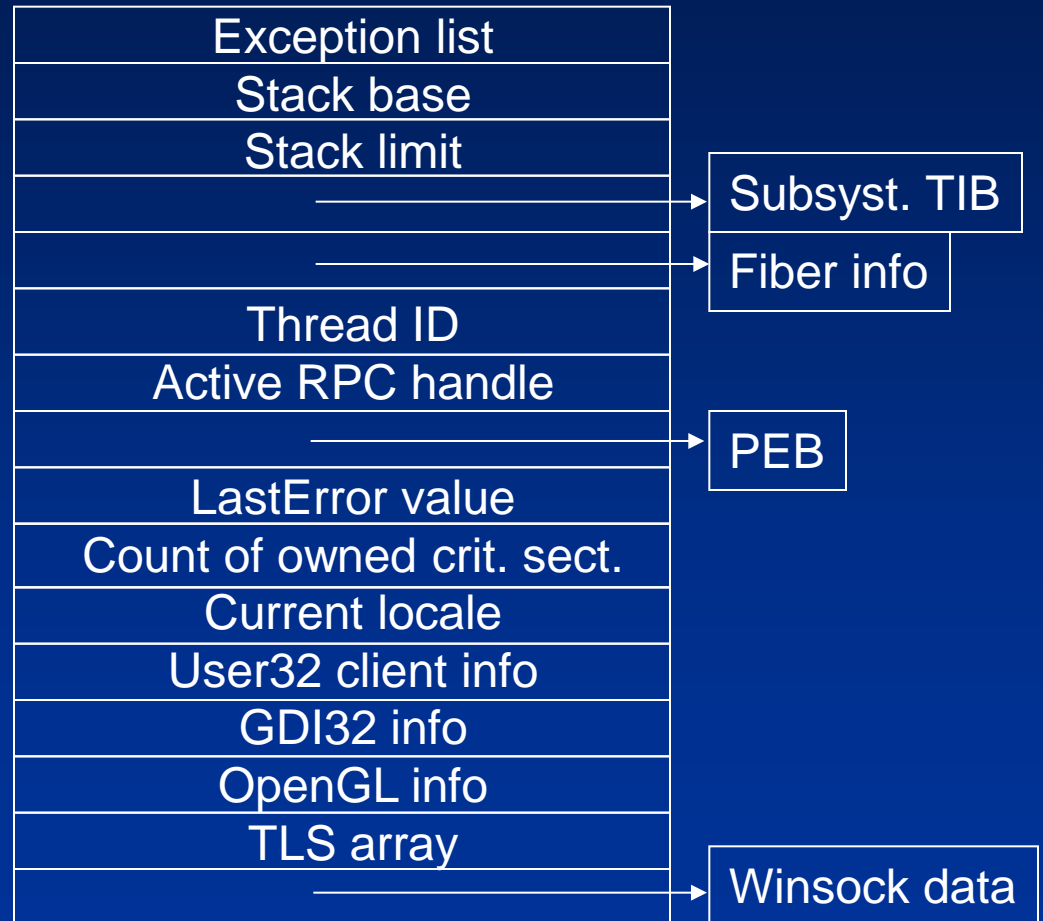 Exception list
Stack base
Stack limit
Subsyst. TIB
Fiber info
Thread ID
Active RPC handle
PEB
LastError value
Count of owned crit. sect.
Current locale
User32 client info
GDI32 info
OpenGL info
TLS array
Winsock data